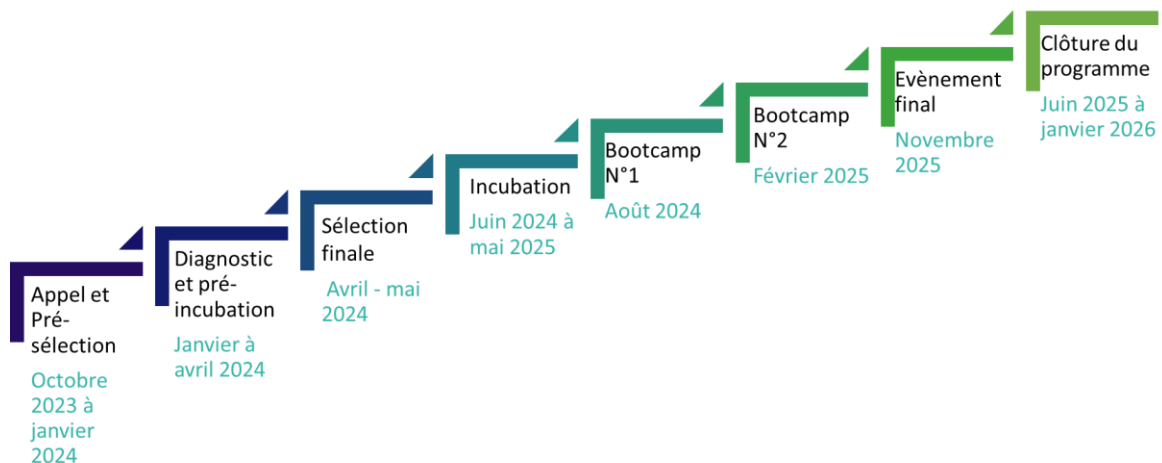 Appel et
Pré-
sélection
Octobre
2023 à
janvier
2024
Diagnostic
et pré-
incubation
Janvier à
avril 2024
Sélection
finale
Avril - mai
2024
Incubation
Juin 2024 à
mai 2025
Bootcamp
N°1
Août 2024
Bootcamp
N°2
Février 2025
Evènement
final
Novembre
2025
Clôture du
programme
Juin 2025 à
janvier 2026